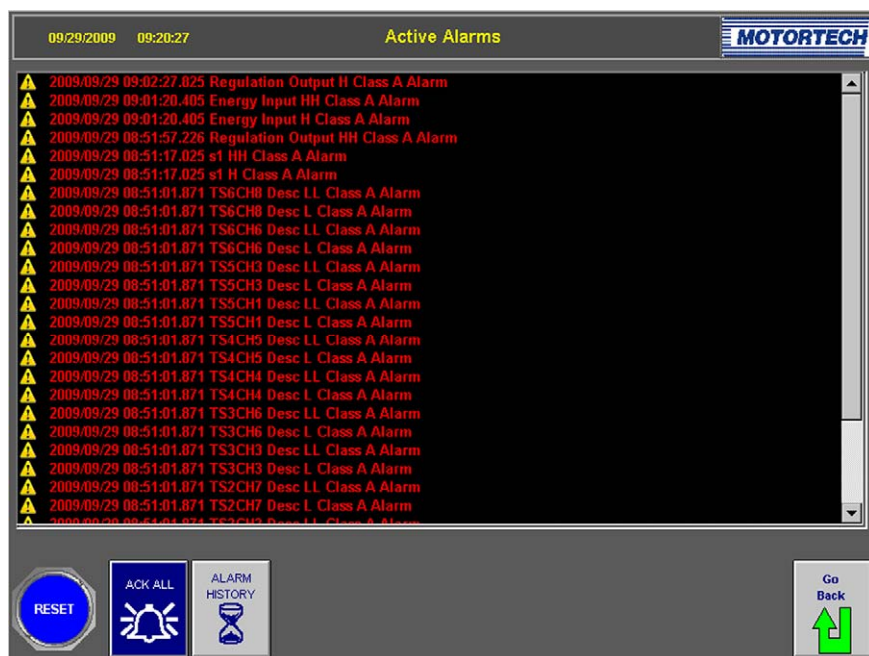 09/29/2009 09:20:27 Active Alarms MOTORTECH
2009/09/29 09:02:27.825 Regulation Output H Class A Alarm
2009/09/29 09:01:20.405 Energy Input HH Class A Alarm
2009/09/29 09:01:20.405 Energy Input H Class A Alarm
2009/09/29 08:51:57.226 Regulation Output HH Class A Alarm
2009/09/29 08:51:17.025 s1 HH Class A Alarm
2009/09/29 08:51:17.025 s1 H Class A Alarm
2009/09/29 08:51:01.871 TS6CH8 Desc LL Class A Alarm
2009/09/29 08:51:01.871 TS6CH8 Desc L Class A Alarm
2009/09/29 08:51:01.871 TS6CH6 Desc LL Class A Alarm
2009/09/29 08:51:01.871 TS6CH6 Desc L Class A Alarm
2009/09/29 08:51:01.871 TS5CH3 Desc LL Class A Alarm
2009/09/29 08:51:01.871 TS5CH3 Desc L Class A Alarm
2009/09/29 08:51:01.871 TS5CH1 Desc LL Class A Alarm
2009/09/29 08:51:01.871 TS5CH1 Desc L Class A Alarm
2009/09/29 08:51:01.871 TS4CH5 Desc LL Class A Alarm
2009/09/29 08:51:01.871 TS4CH5 Desc L Class A Alarm
2009/09/29 08:51:01.871 TS4CH4 Desc LL Class A Alarm
2009/09/29 08:51:01.871 TS4CH4 Desc L Class A Alarm
2009/09/29 08:51:01.871 TS3CH6 Desc LL Class A Alarm
2009/09/29 08:51:01.871 TS3CH6 Desc L Class A Alarm
2009/09/29 08:51:01.871 TS3CH3 Desc LL Class A Alarm
2009/09/29 08:51:01.871 TS3CH3 Desc L Class A Alarm
2009/09/29 08:51:01.871 TS2CH7 Desc LL Class A Alarm
2009/09/29 08:51:01.871 TS2CH7 Desc L Class A Alarm
RESET
ACK ALL
ALARM
HISTORY
Go
Back